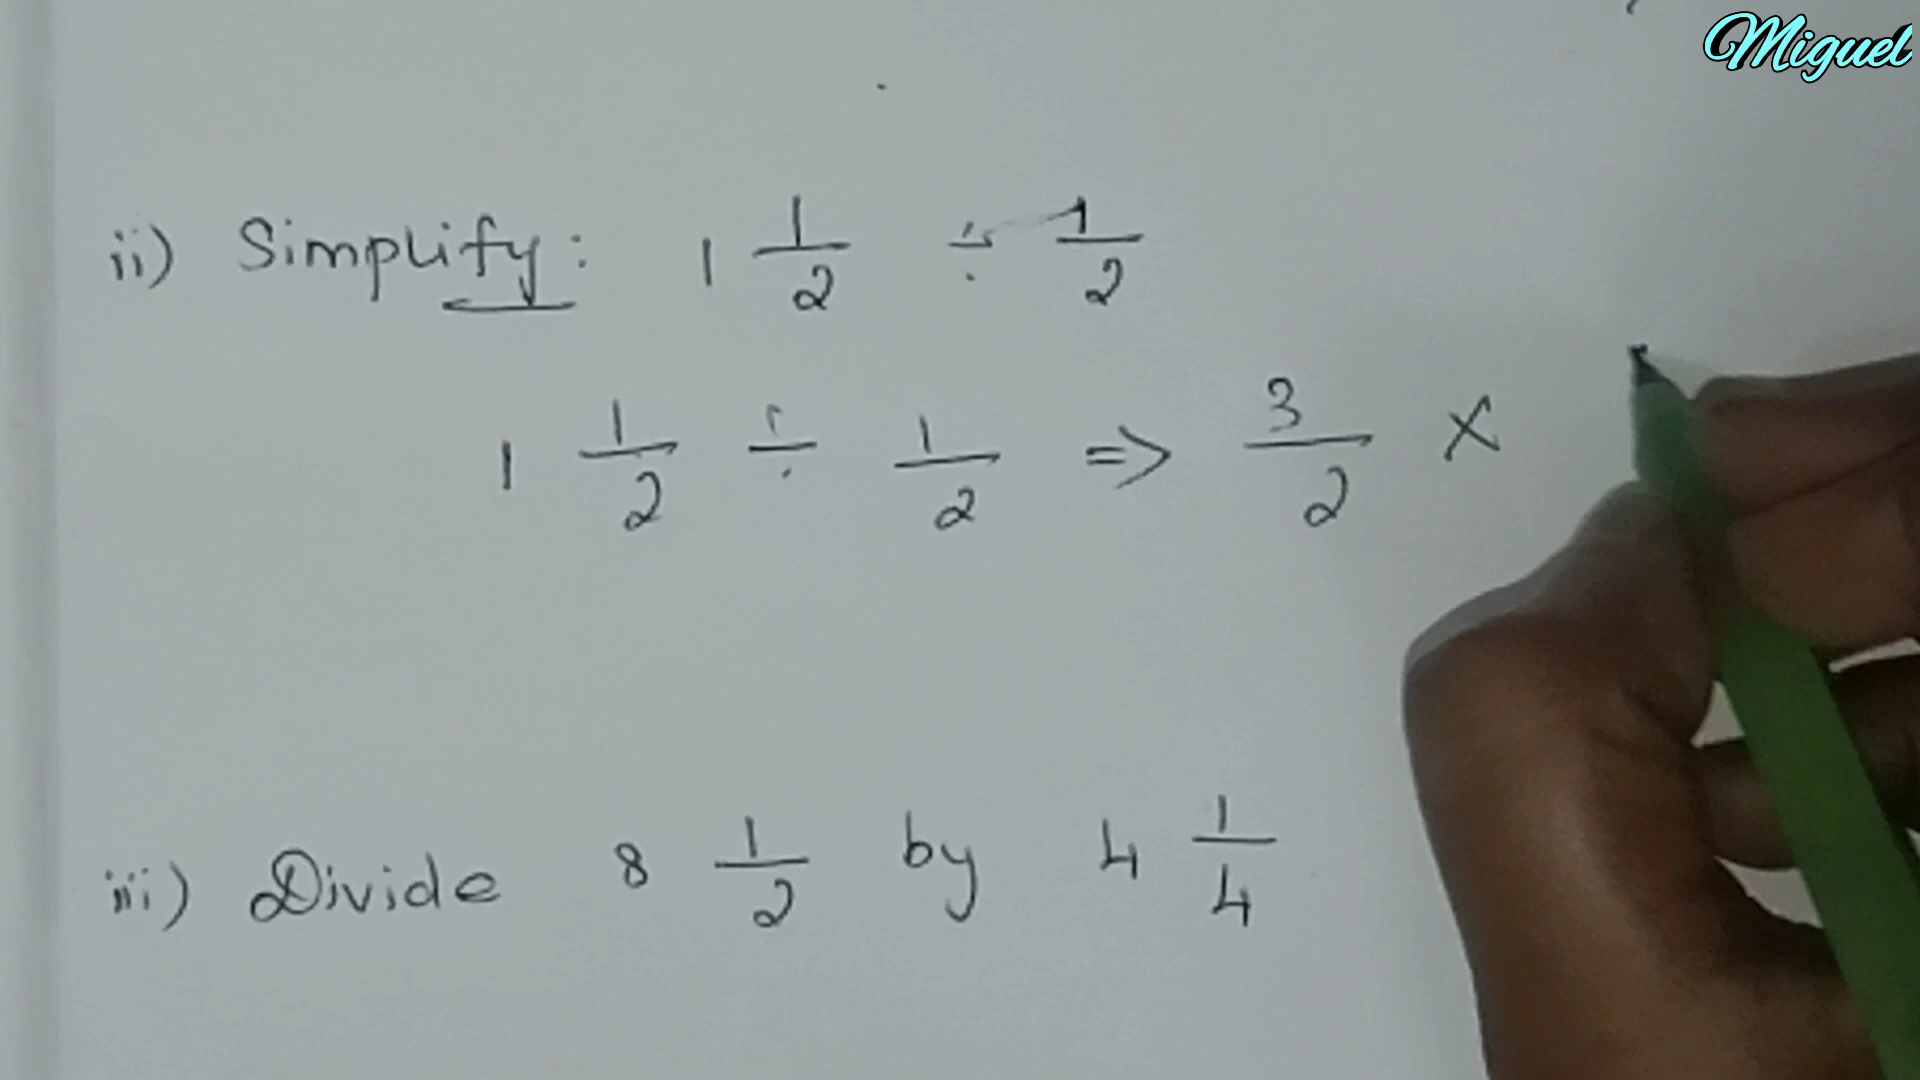 Miguel
ii) Simplify: 1 1/2 ÷ 1/2
1 1/2 ÷ 1/2 => 3/2 ×
iii) Divide 8 1/2 by 4 1/4